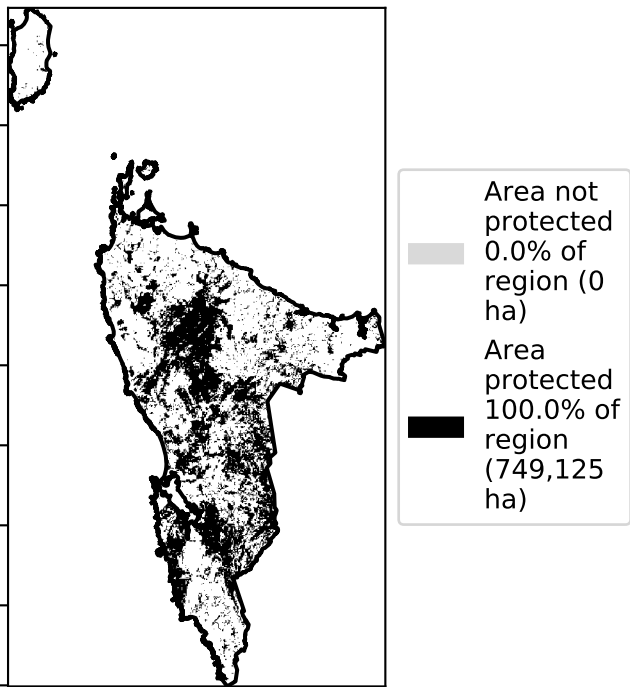 Area not
protected
0.0% of
region (0
ha)
Area
protected
100.0% of
region
(749,125
ha)